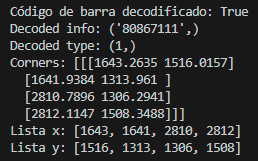 Código de barra decodificado: True
Decoded info: ('80867111',)
Decoded type: (1,)
Corners: [[[1643.2635 1516.0157]
[1641.9384 1313.961 ]
[2810.7896 1306.2941]
[2812.1147 1508.3488]]]
Lista x: [1643, 1641, 2810, 2812]
Lista y: [1516, 1313, 1306, 1508]